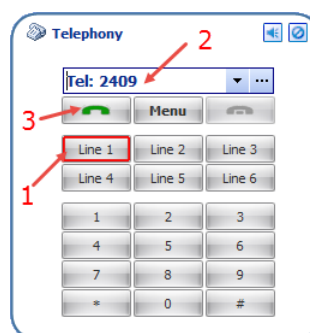 Telephony
2
Tel: 2409
3
Menu
Line 1 Line 2 Line 3
1
Line 4 Line 5 Line 6
1 2 3
4 5 6
7 8 9
* 0 #